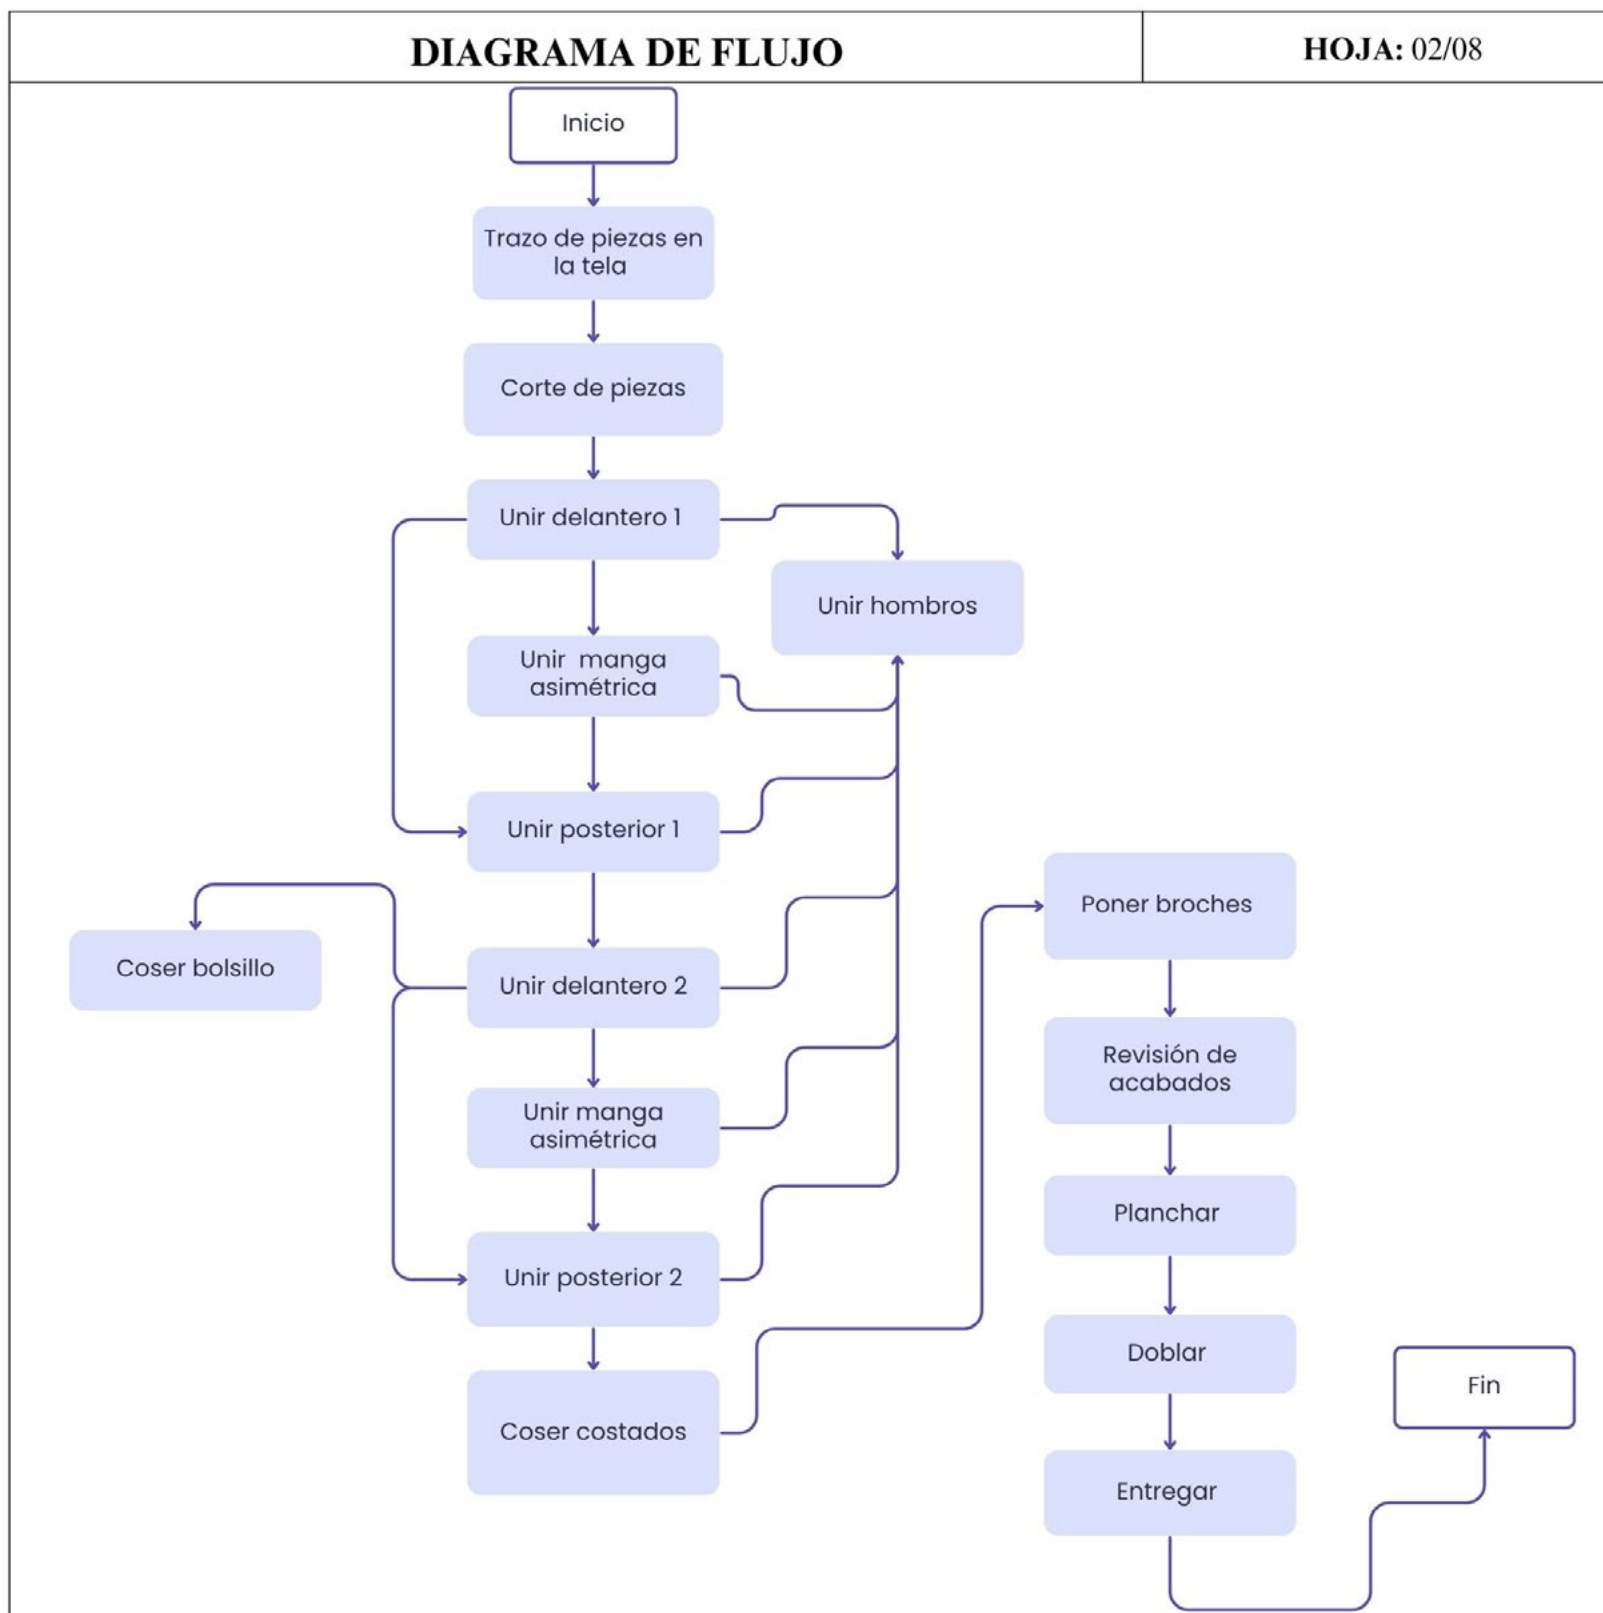 DIAGRAMA DE FLUJO
HOJA: 02/08
Inicio
Trazo de piezas en
la tela
Corte de piezas
Unir delantero 1
Unir hombros
Unir manga
asimétrica
Unir posterior 1
Coser bolsillo
Unir delantero 2
Unir manga
asimétrica
Unir posterior 2
Coser costados
Poner broches
Revisión de
acabados
Planchar
Doblar
Entregar
Fin